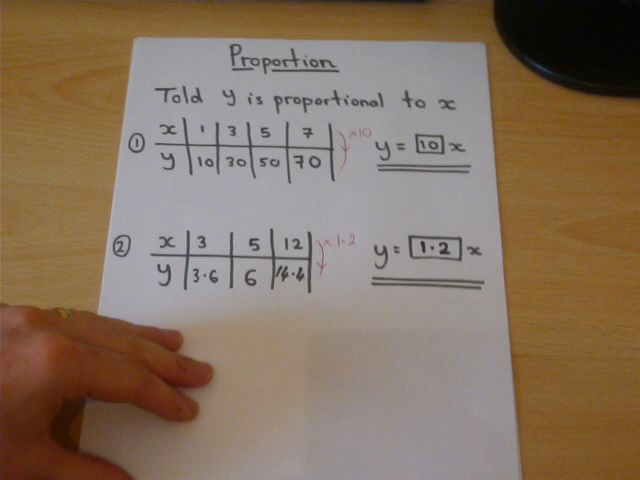 Proportion
Told y is proportional to x
① x 1 3 5 7 ×10 y = 10 x
y 10 30 50 70
② x 3 5 12 × 1·2 y = 1·2 x
y 3·6 6 14·4